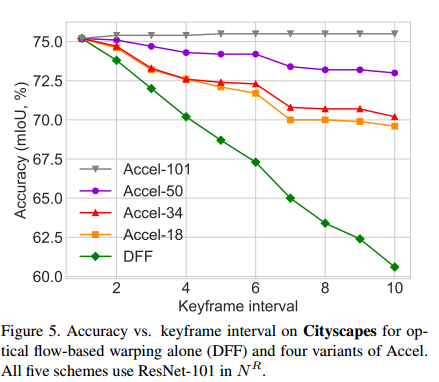 75.0
72.5
70.0
67.5
65.0
62.5
60.0
Accuracy (mIoU, %)
Accel-101
Accel-50
Accel-34
Accel-18
DFF
2 4 6 8 10
Keyframe interval
Figure 5. Accuracy vs. keyframe interval on Cityscapes for op-
tical flow-based warping alone (DFF) and four variants of Accel.
All five schemes use ResNet-101 in N^R.